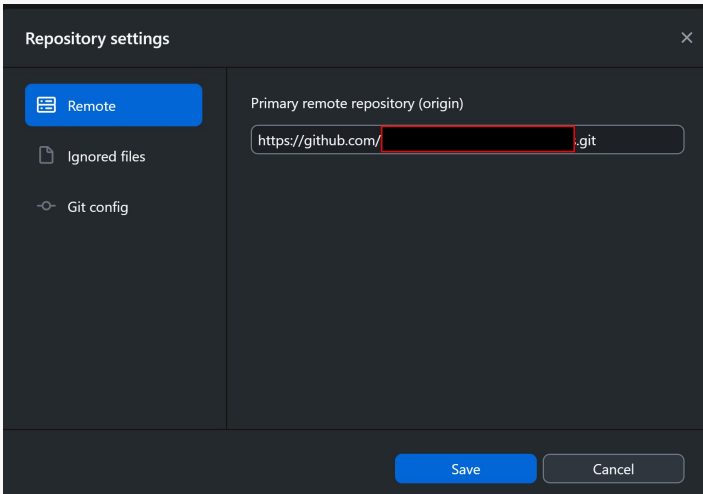 Repository settings
Remote
Ignored files
Git config
Primary remote repository (origin)
https://github.com/ .git
Save
Cancel